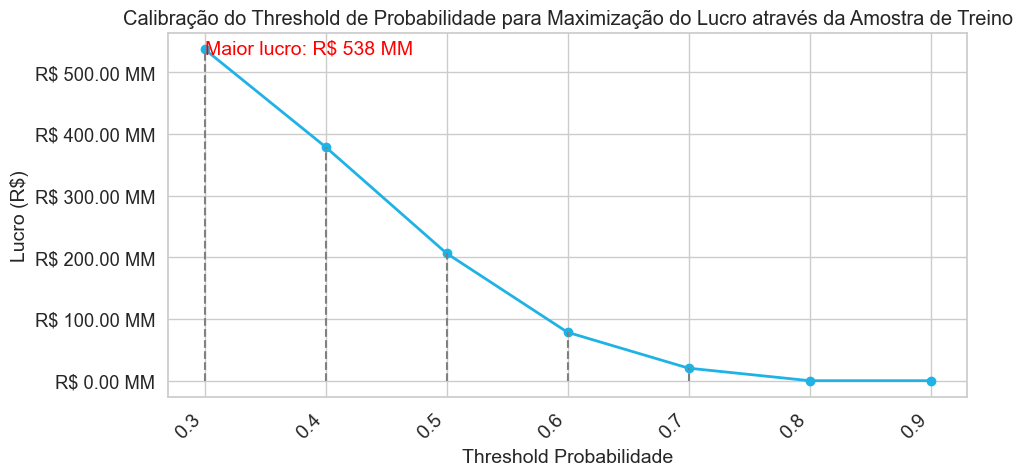 Calibração do Threshold de Probabilidade para Maximização do Lucro através da Amostra de Treino
Maior lucro: R$ 538 MM
R$ 500.00 MM
R$ 400.00 MM
R$ 300.00 MM
R$ 200.00 MM
R$ 100.00 MM
R$ 0.00 MM
Lucro (R$)
0.3
0.4
0.5
0.6
0.7
0.8
0.9
Threshold Probabilidade